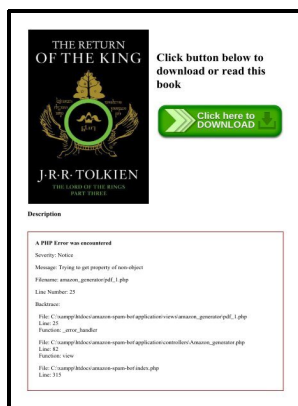 THE RETURN
OF THE KING
J·R·R·TOLKIEN
THE LORD OF THE RINGS
PART THREE
Click button below to
download or read this
book
Click here to
DOWNLOAD
Description
A PHP Error was encountered
Severity: Notice
Message: Trying to get property of non-object
Filename: amazon_generator/pdf_1.php
Line Number: 25
Backtrace:
File: C:\xampp\htdocs\amazon-spam-bot\application\views\amazon_generator\pdf_1.php
Line: 25
Function: _error_handler
File: C:\xampp\htdocs\amazon-spam-bot\application\controllers\Amazon_generator.php
Line: 82
Function: view
File: C:\xampp\htdocs\amazon-spam-bot\index.php
Line: 315